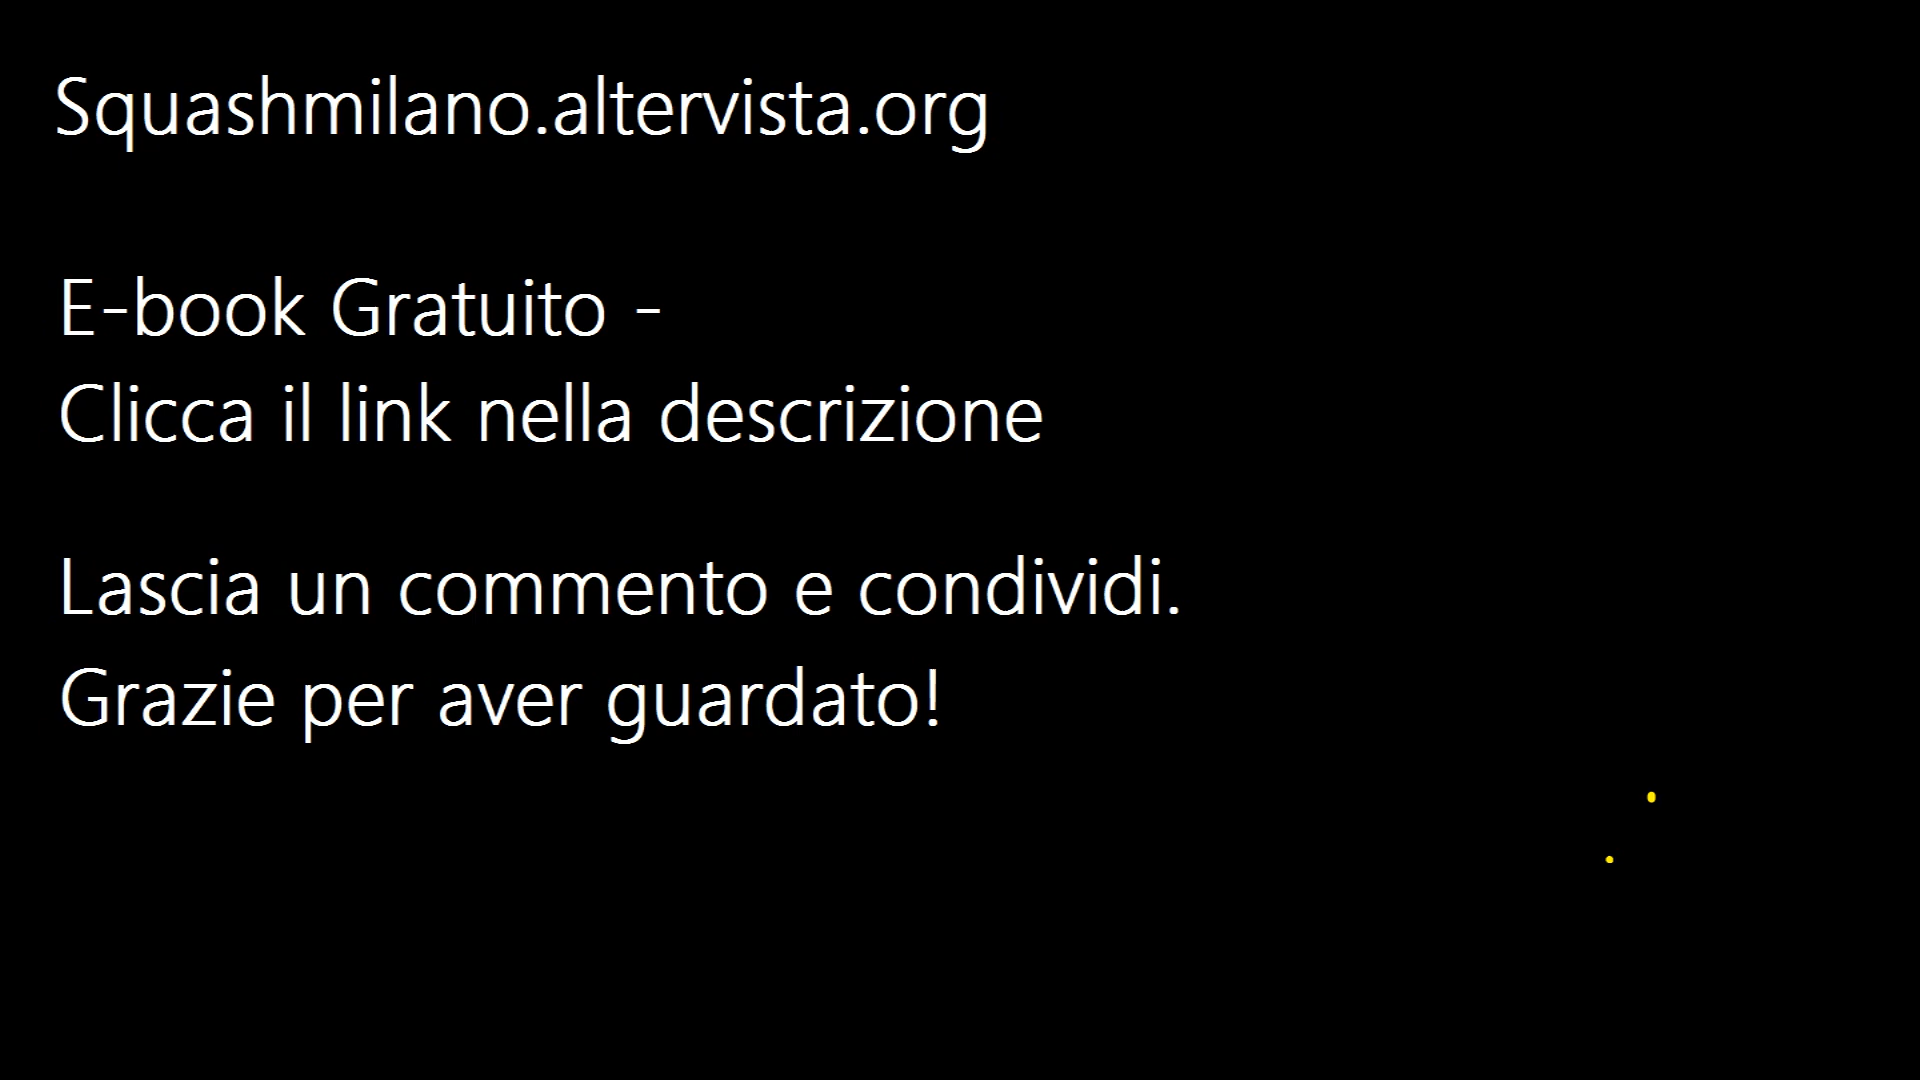 Squashmilano.altervista.org
E-book Gratuito -
Clicca il link nella descrizione
Lascia un commento e condividi.
Grazie per aver guardato!